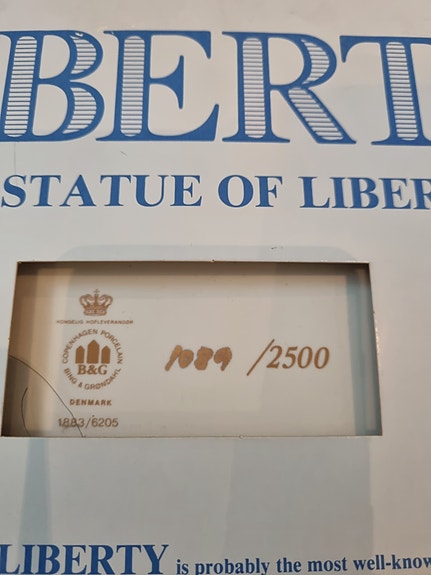 BERT
STATUE OF LIBER
KONGELIG HOFLEVERANDØR
COPENHAGEN PORCELAIN
B&G
BING & GRØNDAHL
DENMARK
1883/6205
1089 /2500
LIBERTY is probably the most well-know